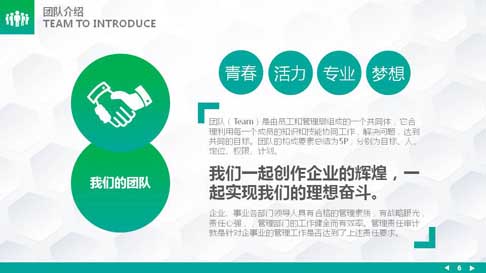 团队介绍
TEAM TO INTRODUCE
青春 活力 专业 梦想
团队（Team）是由员工和管理层组成的一个共同体，它合
理利用每一个成员的知识和技能协同工作，解决问题，达到
共同的目标。团队的构成要素总结为5P，分别为目标、人、
定位、权限、计划。
我们的团队
我们一起创作企业的辉煌，一
起实现我们的理想奋斗。
企业、事业各部门领导人具有合格的管理素质，有战略眼光，
责任心强，，管理部门的工作健全而有效率。管理责任审计
就是针对企事业的管理工作是否达到了上述责任要求。
6